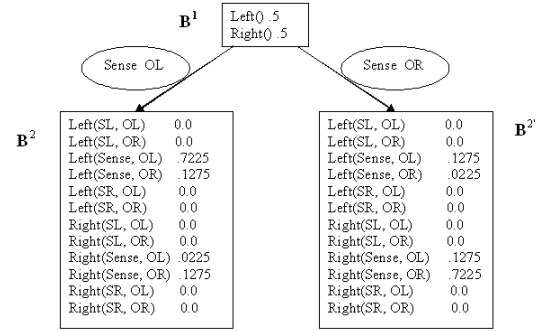 B¹
Left() .5
Right() .5
Sense OL
Sense OR
B²
Left(SL, OL) 0.0
Left(SL, OR) 0.0
Left(Sense, OL) .7225
Left(Sense, OR) .1275
Left(SR, OL) 0.0
Left(SR, OR) 0.0
Right(SL, OL) 0.0
Right(SL, OR) 0.0
Right(Sense, OL) .0225
Right(Sense, OR) .1275
Right(SR, OL) 0.0
Right(SR, OR) 0.0
B²'
Left(SL, OL) 0.0
Left(SL, OR) 0.0
Left(Sense, OL) .1275
Left(Sense, OR) .0225
Left(SR, OL) 0.0
Left(SR, OR) 0.0
Right(SL, OL) 0.0
Right(SL, OR) 0.0
Right(Sense, OL) .1275
Right(Sense, OR) .7225
Right(SR, OL) 0.0
Right(SR, OR) 0.0